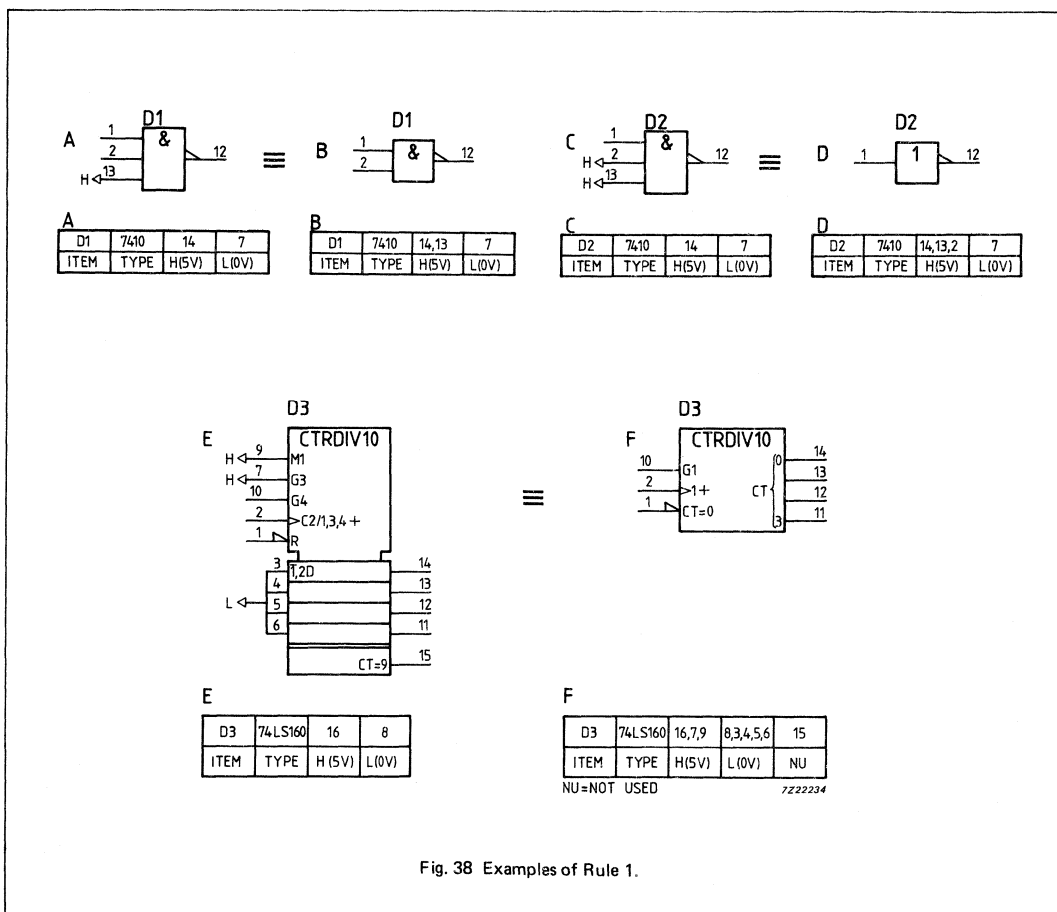 D1
A
1
&
2
12
H
13
≡
D1
B
1
&
2
12
D2
C
1
&
H
2
12
H
13
≡
D2
D
1
1
12
A
D1 7410 14 7
ITEM TYPE H(5V) L(0V)
B
D1 7410 14,13 7
ITEM TYPE H(5V) L(0V)
C
D2 7410 14 7
ITEM TYPE H(5V) L(0V)
D
D2 7410 14,13,2 7
ITEM TYPE H(5V) L(0V)
D3
E
CTRDIV10
H 9 M1
H 7 G3
10 G4
2 C2/1,3,4 +
1 R
3 1,2D 14
4 13
L 5 12
6 11
CT=9 15
≡
D3
F
CTRDIV10
10 G1
2 1+
1 CT=0
CT
0 14
13
12
3 11
E
D3 74LS160 16 8
ITEM TYPE H (5V) L(0V)
F
D3 74LS160 16,7,9 8,3,4,5,6 15
ITEM TYPE H(5V) L(0V) NU
NU=NOT USED
7Z22234
Fig. 38 Examples of Rule 1.